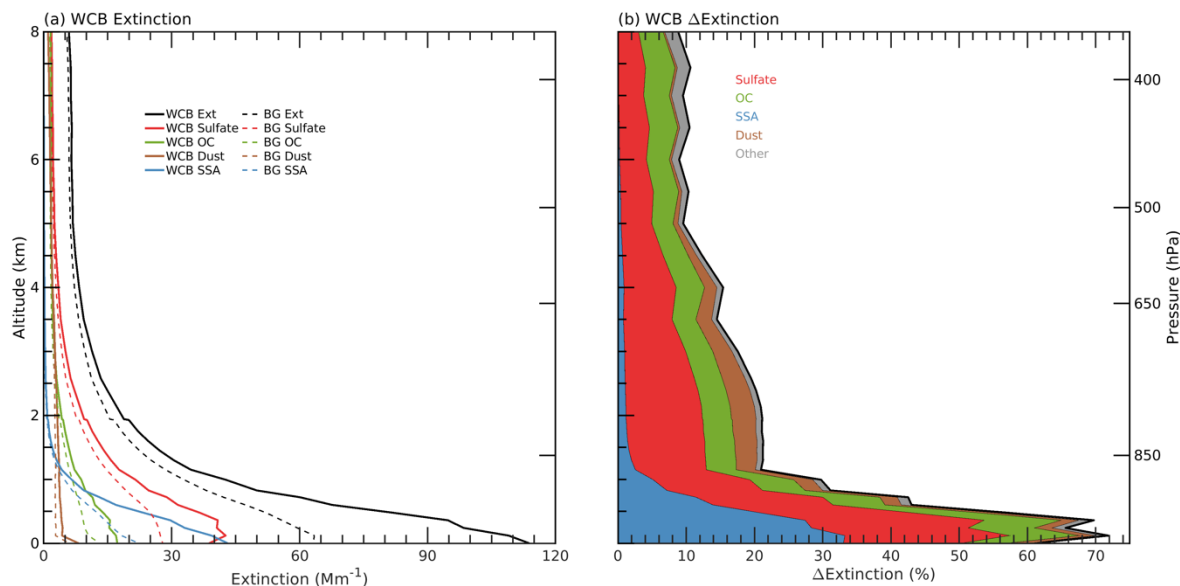 (a) WCB Extinction
8
6
4
2
0
Altitude (km)
WCB Ext
WCB Sulfate
WCB OC
WCB Dust
WCB SSA
BG Ext
BG Sulfate
BG OC
BG Dust
BG SSA
0 30 60 90 120
Extinction (Mm⁻¹)
(b) WCB ΔExtinction
Sulfate
OC
SSA
Dust
Other
400
500
650
850
Pressure (hPa)
0 10 20 30 40 50 60 70
ΔExtinction (%)